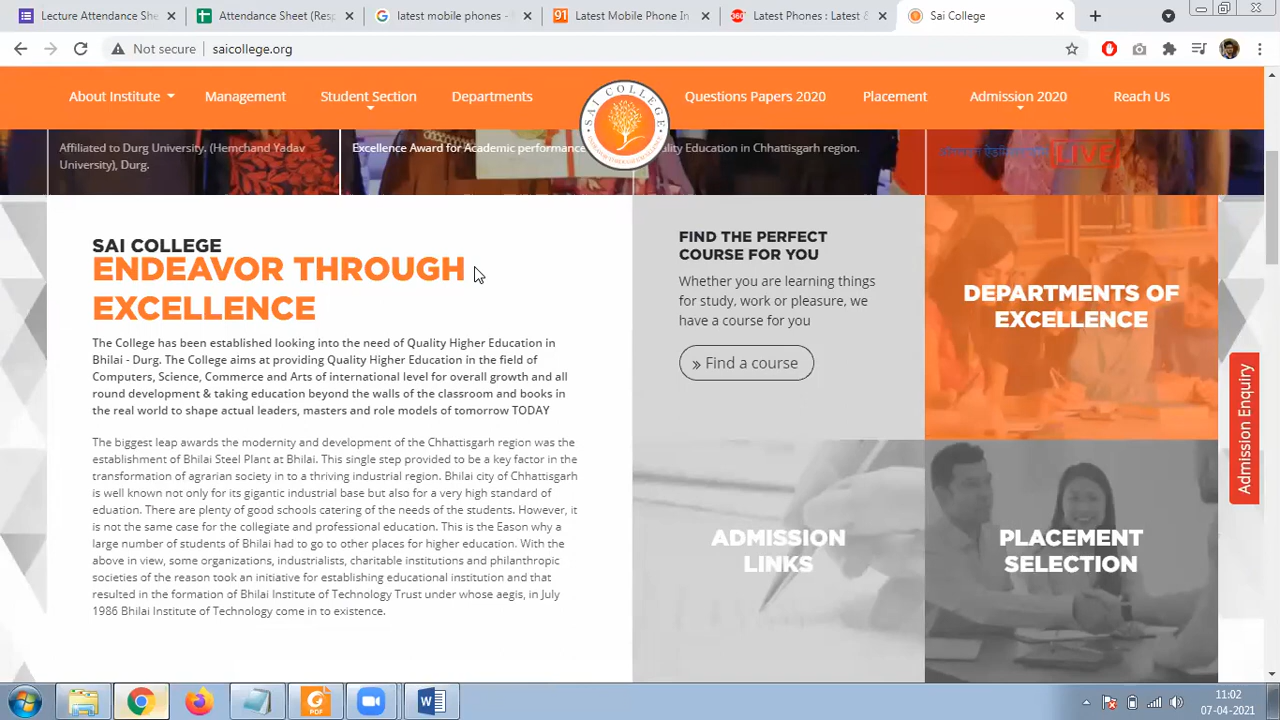 Lecture Attendance She
Attendance Sheet (Resp
latest mobile phones -
Latest Mobile Phone In
Latest Phones : Latest &
Sai College
Not secure
saicollege.org
About Institute
Management
Student Section
Departments
SAI COLLEGE
Questions Papers 2020
Placement
Admission 2020
Reach Us
Affiliated to Durg University. (Hemchand Yadav
University), Durg.
Excellence Award for Academic performance
ality Education in Chhattisgarh region.
LIVE
SAI COLLEGE
ENDEAVOR THROUGH
EXCELLENCE
The College has been established looking into the need of Quality Higher Education in
Bhilai - Durg. The College aims at providing Quality Higher Education in the field of
Computers, Science, Commerce and Arts of international level for overall growth and all
round development & taking education beyond the walls of the classroom and books in
the real world to shape actual leaders, masters and role models of tomorrow TODAY
The biggest leap awards the modernity and development of the Chhattisgarh region was the
establishment of Bhilai Steel Plant at Bhilai. This single step provided to be a key factor in the
transformation of agrarian society in to a thriving industrial region. Bhilai city of Chhattisgarh
is well known not only for its gigantic industrial base but also for a very high standard of
eduation. There are plenty of good schools catering of the needs of the students. However, it
is not the same case for the collegiate and professional education. This is the Eason why a
large number of students of Bhilai had to go to other places for higher education. With the
above in view, some organizations, industrialists, charitable institutions and philanthropic
societies of the reason took an initiative for establishing educational institution and that
resulted in the formation of Bhilai Institute of Technology Trust under whose aegis, in July
1986 Bhilai Institute of Technology come in to existence.
FIND THE PERFECT
COURSE FOR YOU
Whether you are learning things
for study, work or pleasure, we
have a course for you
» Find a course
DEPARTMENTS OF
EXCELLENCE
ADMISSION
LINKS
PLACEMENT
SELECTION
Admission Enquiry
11:02
07-04-2021